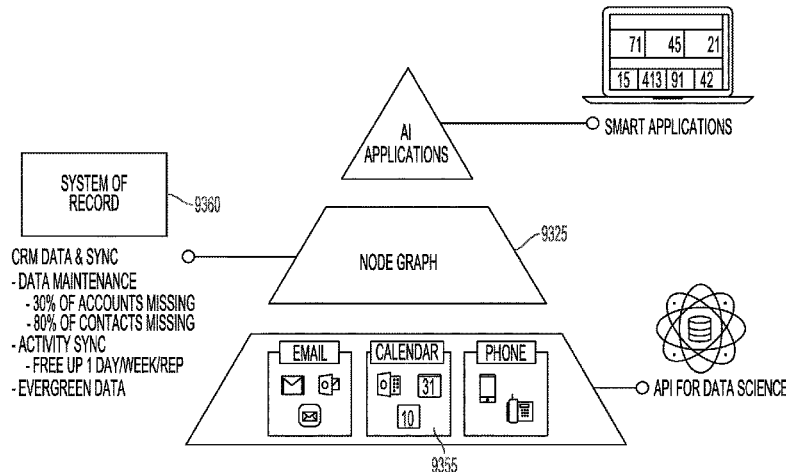 71 45 21
15 413 91 42
SMART APPLICATIONS
AI
APPLICATIONS
SYSTEM OF
RECORD
9360
9325
NODE GRAPH
CRM DATA & SYNC
- DATA MAINTENANCE
- 30% OF ACCOUNTS MISSING
- 80% OF CONTACTS MISSING
- ACTIVITY SYNC
- FREE UP 1 DAY/WEEK/REP
- EVERGREEN DATA
EMAIL
CALENDAR
PHONE
31
10
9355
API FOR DATA SCIENCE